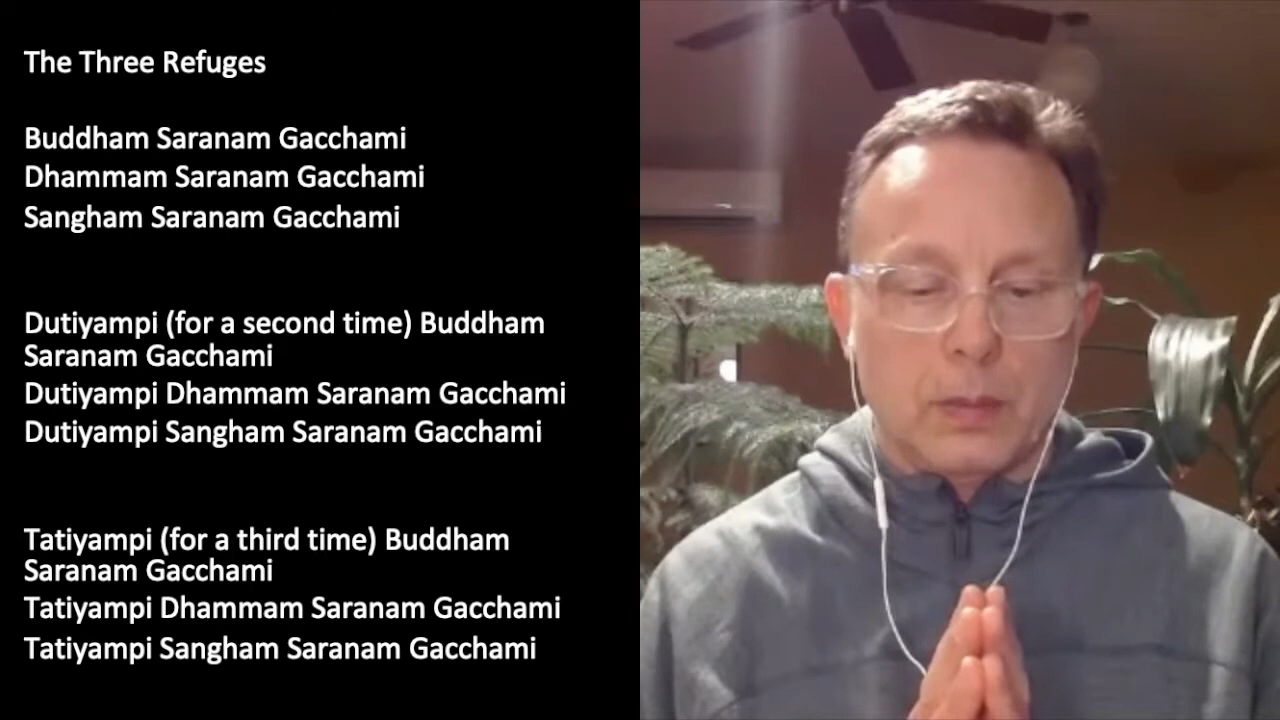 The Three Refuges
Buddham Saranam Gacchami
Dhammam Saranam Gacchami
Sangham Saranam Gacchami
Dutiyampi (for a second time) Buddham
Saranam Gacchami
Dutiyampi Dhammam Saranam Gacchami
Dutiyampi Sangham Saranam Gacchami
Tatiyampi (for a third time) Buddham
Saranam Gacchami
Tatiyampi Dhammam Saranam Gacchami
Tatiyampi Sangham Saranam Gacchami